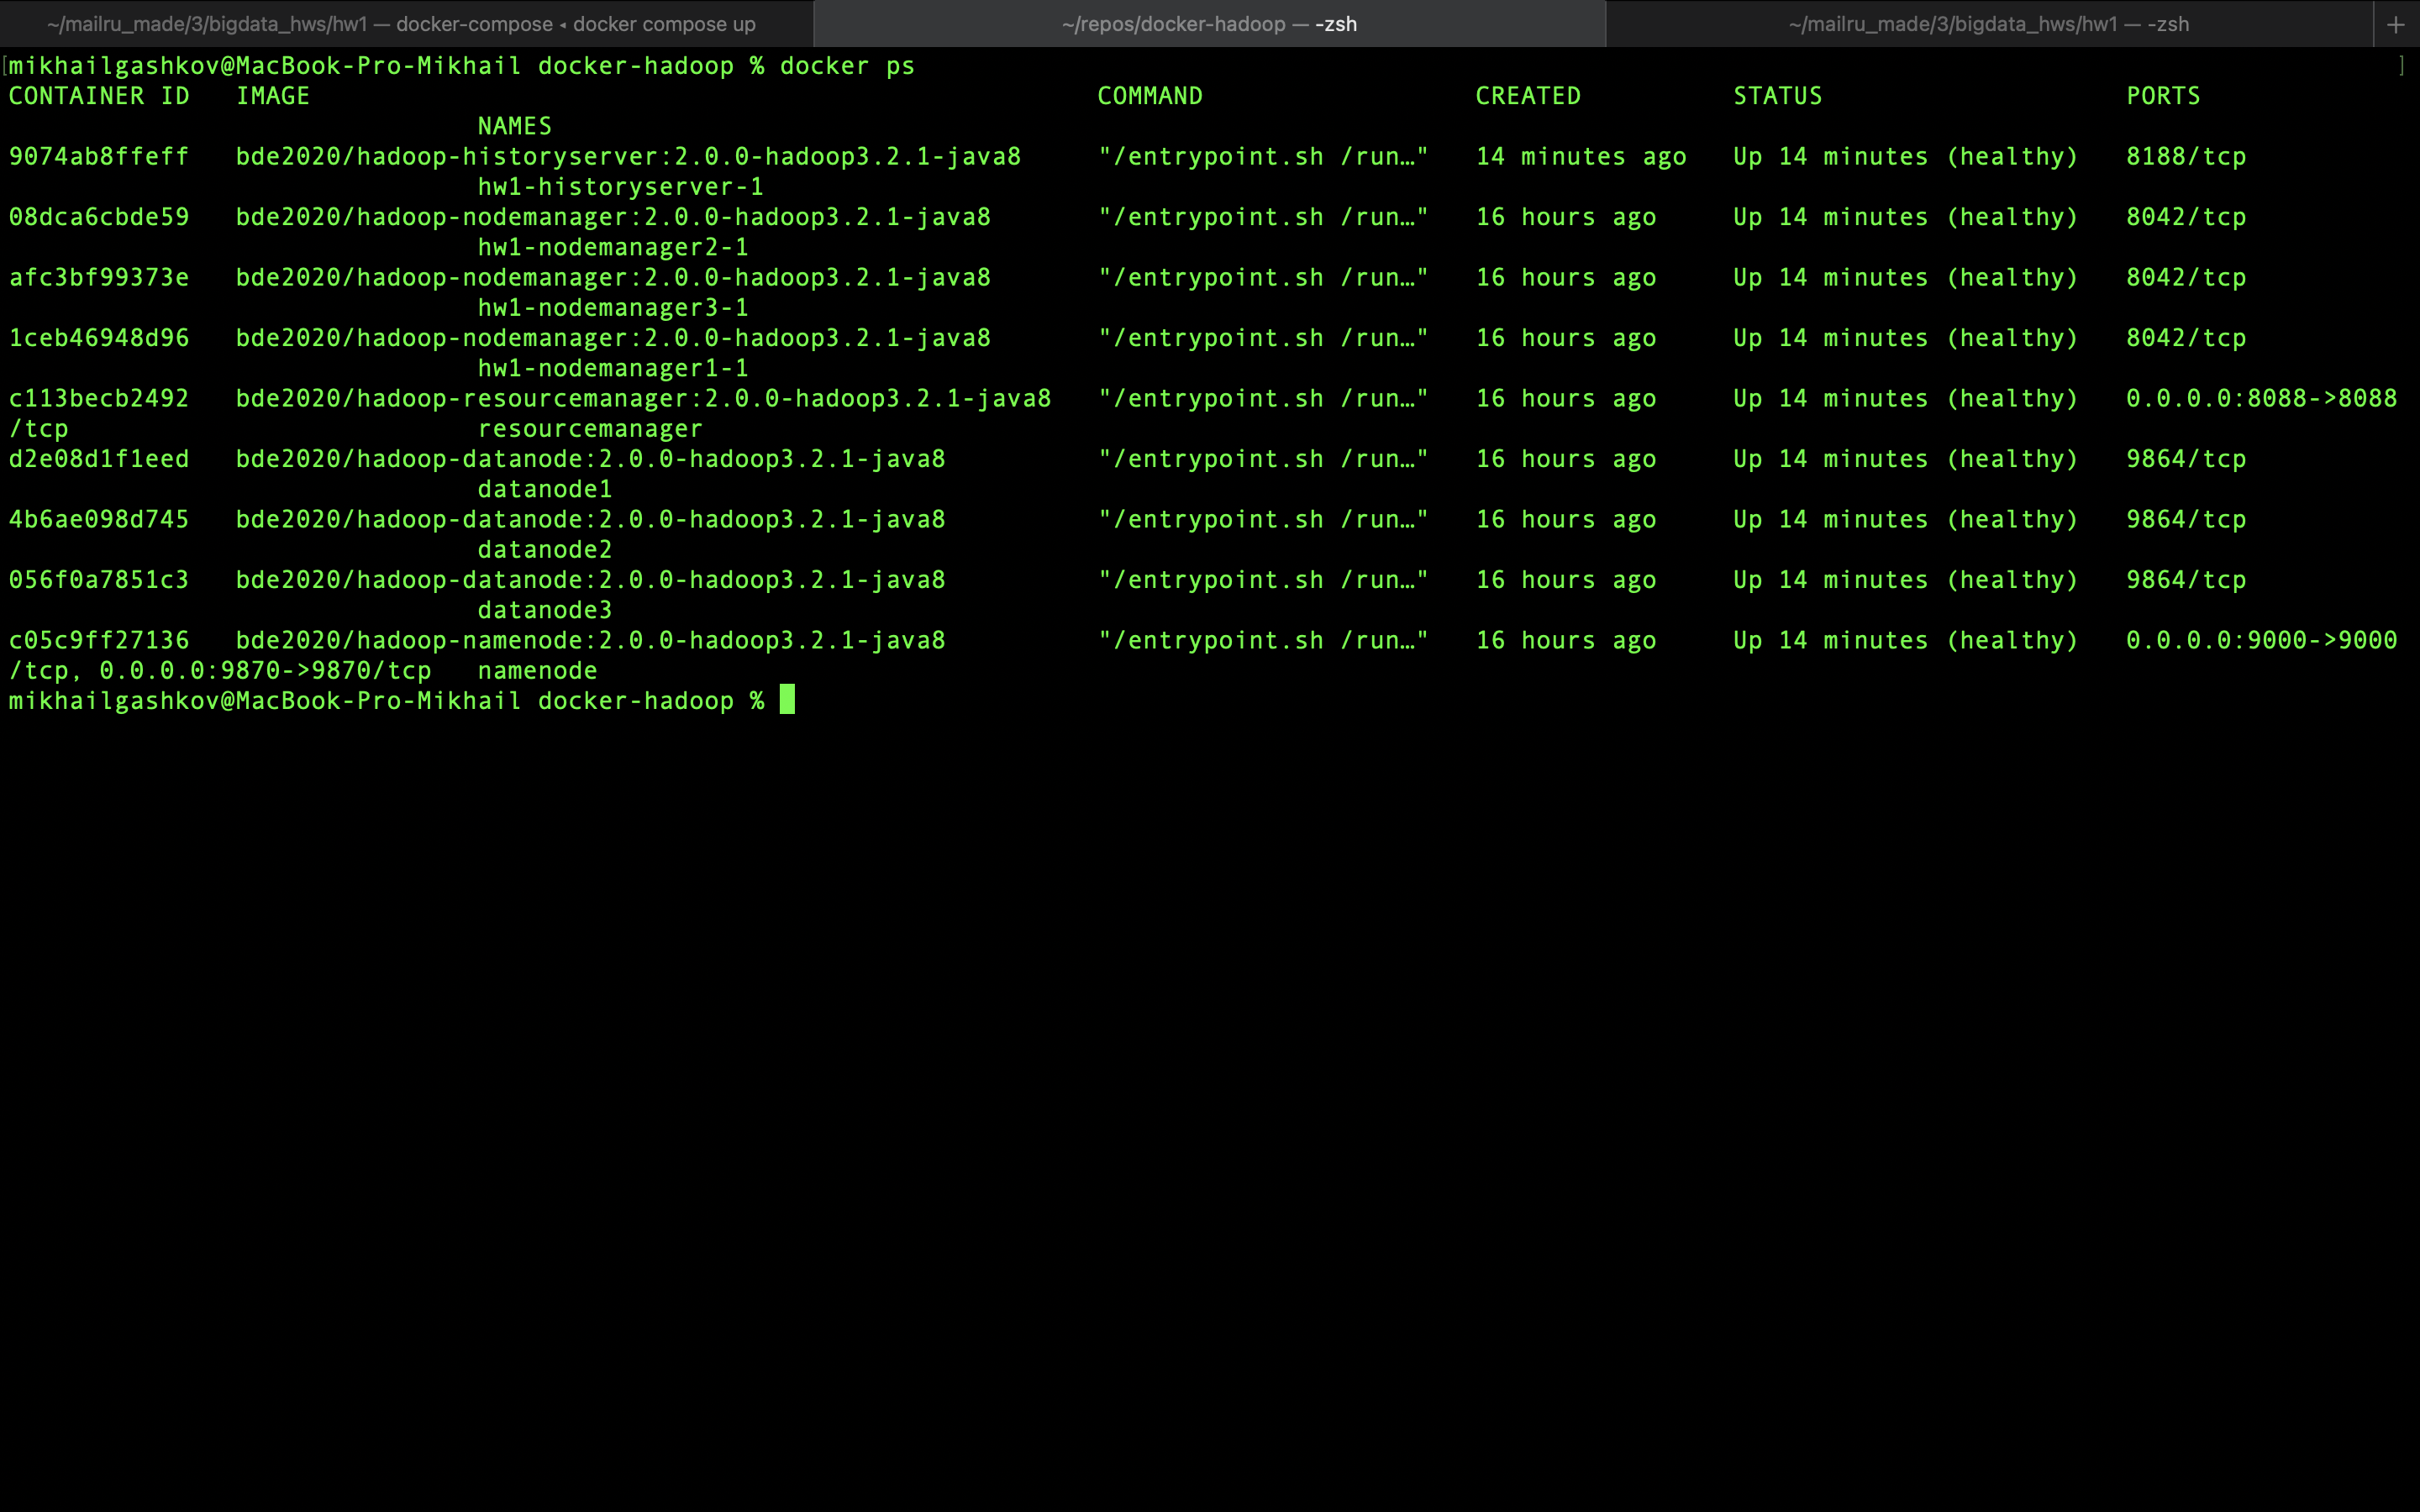 ~/mailru_made/3/bigdata_hws/hw1 — docker-compose ◂ docker compose up
~/repos/docker-hadoop — -zsh
~/mailru_made/3/bigdata_hws/hw1 — -zsh
+
[mikhailgashkov@MacBook-Pro-Mikhail docker-hadoop % docker ps ]
CONTAINER ID   IMAGE                                                    COMMAND                  CREATED          STATUS                    PORTS
                               NAMES
9074ab8ffeff   bde2020/hadoop-historyserver:2.0.0-hadoop3.2.1-java8     "/entrypoint.sh /run…"   14 minutes ago   Up 14 minutes (healthy)   8188/tcp
                               hw1-historyserver-1
08dca6cbde59   bde2020/hadoop-nodemanager:2.0.0-hadoop3.2.1-java8       "/entrypoint.sh /run…"   16 hours ago     Up 14 minutes (healthy)   8042/tcp
                               hw1-nodemanager2-1
afc3bf99373e   bde2020/hadoop-nodemanager:2.0.0-hadoop3.2.1-java8       "/entrypoint.sh /run…"   16 hours ago     Up 14 minutes (healthy)   8042/tcp
                               hw1-nodemanager3-1
1ceb46948d96   bde2020/hadoop-nodemanager:2.0.0-hadoop3.2.1-java8       "/entrypoint.sh /run…"   16 hours ago     Up 14 minutes (healthy)   8042/tcp
                               hw1-nodemanager1-1
c113becb2492   bde2020/hadoop-resourcemanager:2.0.0-hadoop3.2.1-java8   "/entrypoint.sh /run…"   16 hours ago     Up 14 minutes (healthy)   0.0.0.0:8088->8088
/tcp                           resourcemanager
d2e08d1f1eed   bde2020/hadoop-datanode:2.0.0-hadoop3.2.1-java8          "/entrypoint.sh /run…"   16 hours ago     Up 14 minutes (healthy)   9864/tcp
                               datanode1
4b6ae098d745   bde2020/hadoop-datanode:2.0.0-hadoop3.2.1-java8          "/entrypoint.sh /run…"   16 hours ago     Up 14 minutes (healthy)   9864/tcp
                               datanode2
056f0a7851c3   bde2020/hadoop-datanode:2.0.0-hadoop3.2.1-java8          "/entrypoint.sh /run…"   16 hours ago     Up 14 minutes (healthy)   9864/tcp
                               datanode3
c05c9ff27136   bde2020/hadoop-namenode:2.0.0-hadoop3.2.1-java8          "/entrypoint.sh /run…"   16 hours ago     Up 14 minutes (healthy)   0.0.0.0:9000->9000
/tcp, 0.0.0.0:9870->9870/tcp   namenode
mikhailgashkov@MacBook-Pro-Mikhail docker-hadoop %